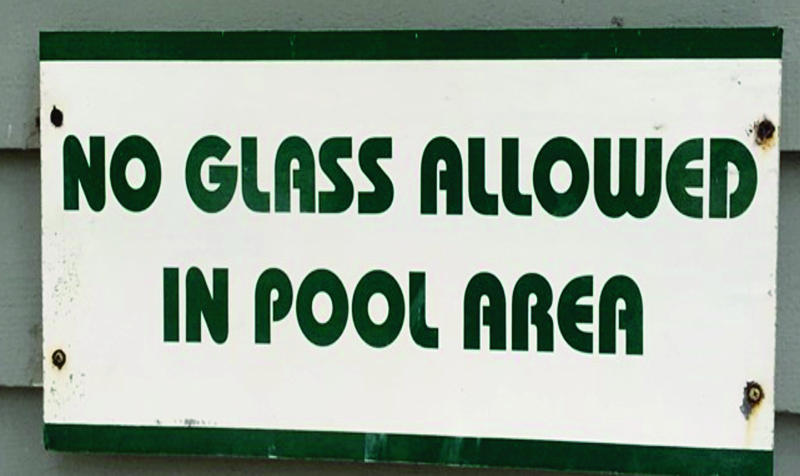 NO GLASS ALLOWED
IN POOL AREA